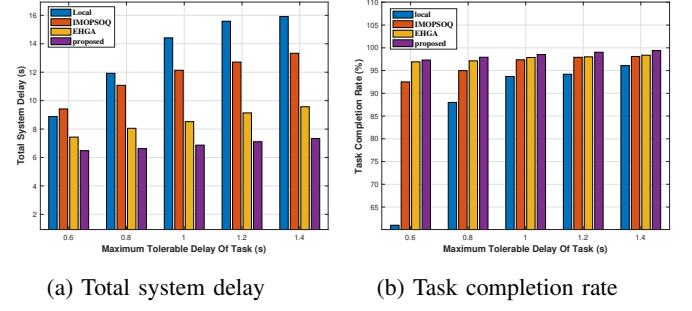 Total System Delay (s)
16
14
12
10
8
6
4
2
Local
IMOPSOQ
EHGA
proposed
0.6 0.8 1 1.2 1.4
Maximum Tolerable Delay Of Task (s)
(a) Total system delay
Task Completion Rate (%)
110
105
100
95
90
85
80
75
70
65
local
IMOPSOQ
EHGA
proposed
0.6 0.8 1 1.2 1.4
Maximum Tolerable Delay Of Task (s)
(b) Task completion rate